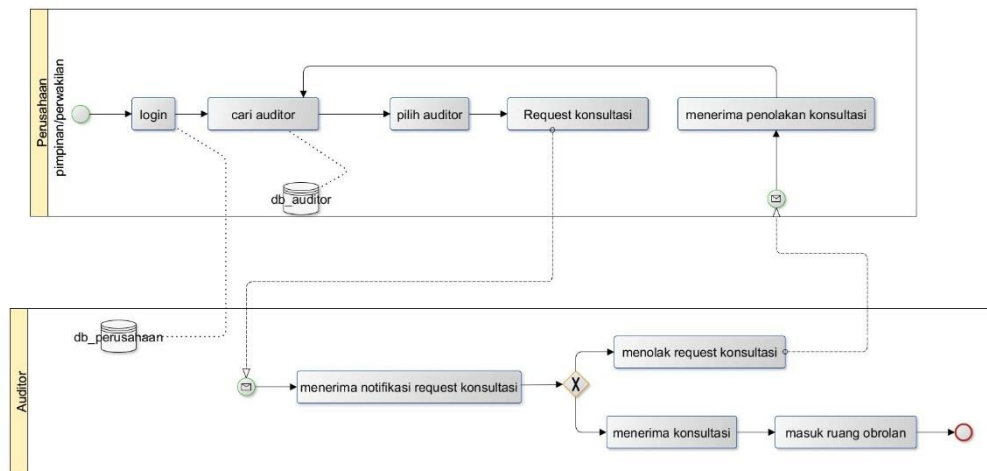 Perusahaan
pimpinan/perwakilan
login
cari auditor
pilih auditor
Request konsultasi
menerima penolakan konsultasi
db_auditor
Auditor
db_perusahaan
menerima notifikasi request konsultasi
X
menolak request konsultasi
menerima konsultasi
masuk ruang obrolan